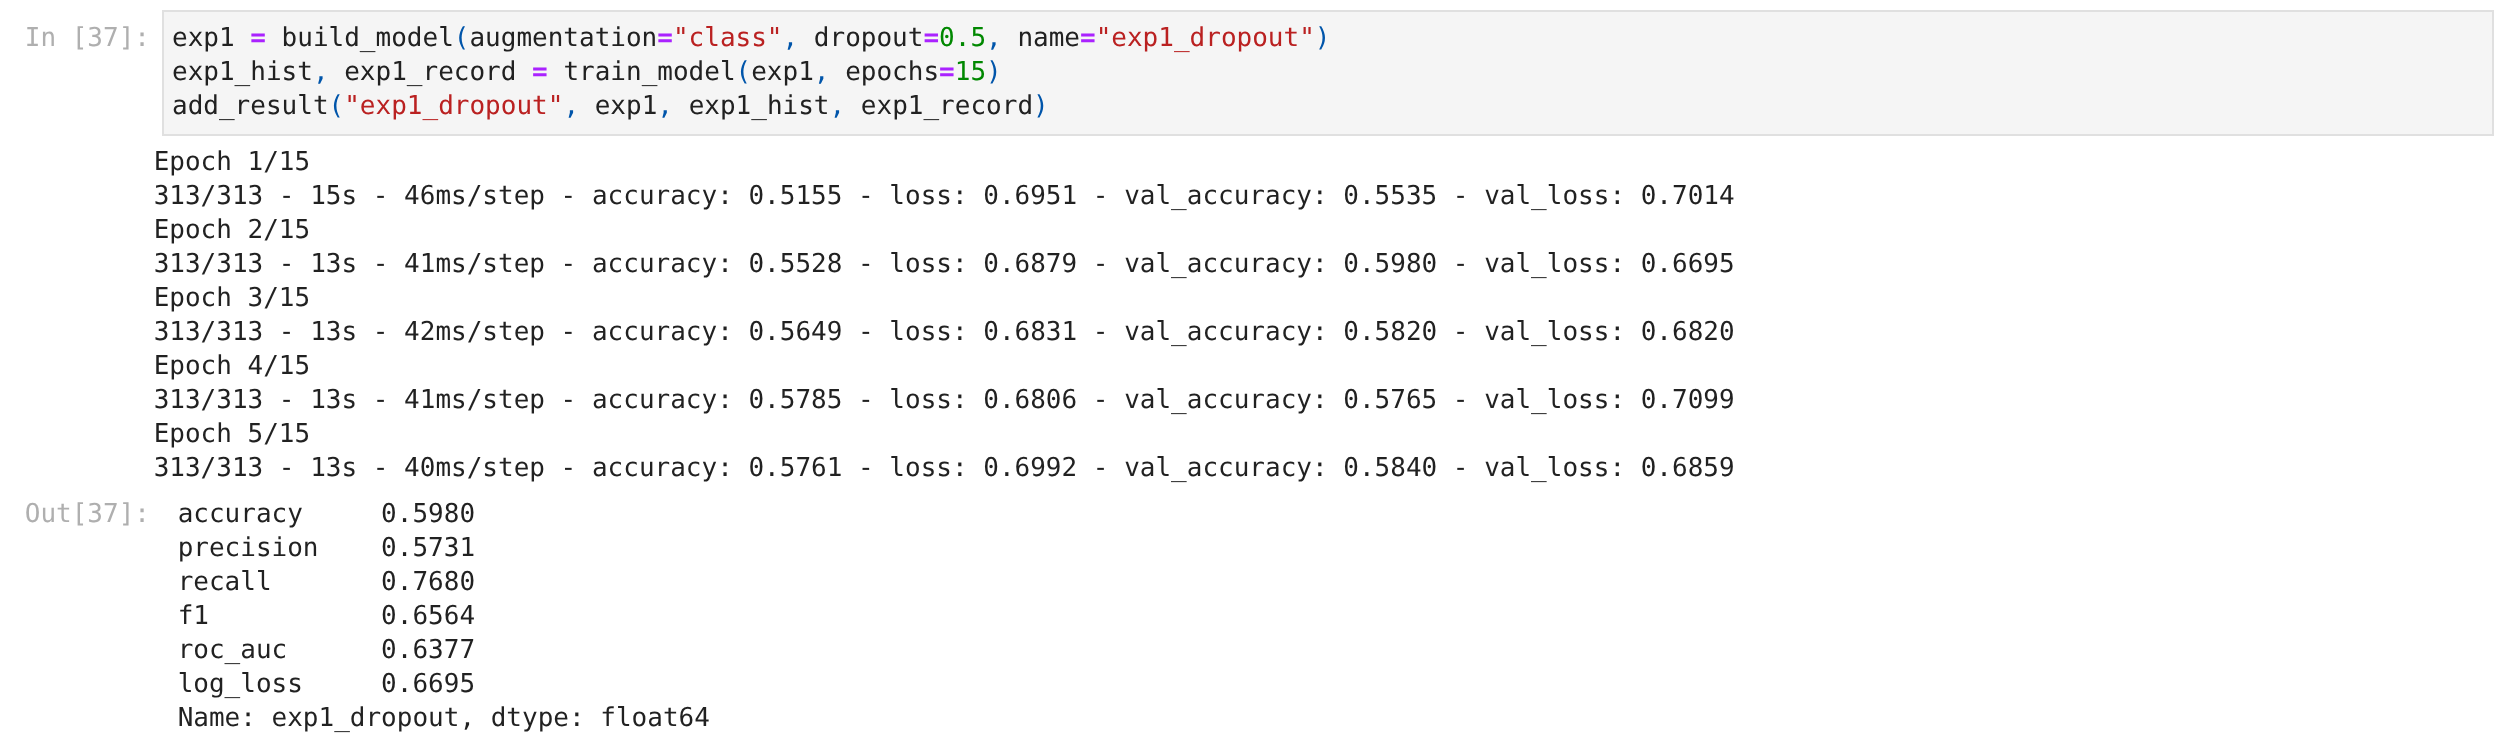 In [37]: exp1 = build_model(augmentation="class", dropout=0.5, name="exp1_dropout")
exp1_hist, exp1_record = train_model(exp1, epochs=15)
add_result("exp1_dropout", exp1, exp1_hist, exp1_record)
Epoch 1/15
313/313 - 15s - 46ms/step - accuracy: 0.5155 - loss: 0.6951 - val_accuracy: 0.5535 - val_loss: 0.7014
Epoch 2/15
313/313 - 13s - 41ms/step - accuracy: 0.5528 - loss: 0.6879 - val_accuracy: 0.5980 - val_loss: 0.6695
Epoch 3/15
313/313 - 13s - 42ms/step - accuracy: 0.5649 - loss: 0.6831 - val_accuracy: 0.5820 - val_loss: 0.6820
Epoch 4/15
313/313 - 13s - 41ms/step - accuracy: 0.5785 - loss: 0.6806 - val_accuracy: 0.5765 - val_loss: 0.7099
Epoch 5/15
313/313 - 13s - 40ms/step - accuracy: 0.5761 - loss: 0.6992 - val_accuracy: 0.5840 - val_loss: 0.6859
Out[37]: accuracy 0.5980
precision 0.5731
recall 0.7680
f1 0.6564
roc_auc 0.6377
log_loss 0.6695
Name: exp1_dropout, dtype: float64